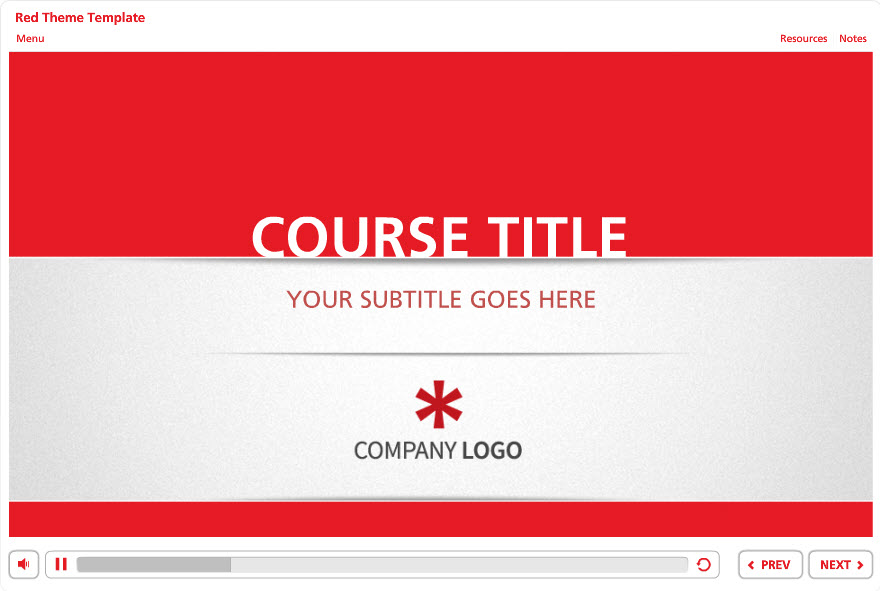 Red Theme Template
Menu
Resources Notes
COURSE TITLE
YOUR SUBTITLE GOES HERE
COMPANY LOGO
PREV NEXT